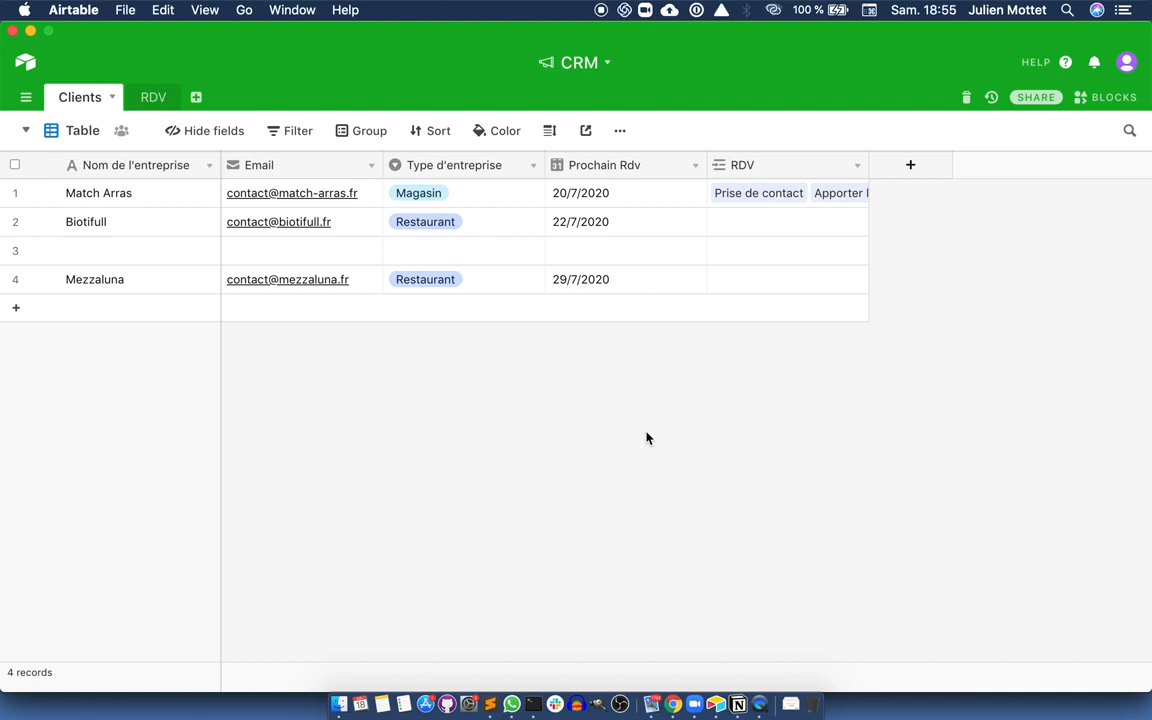 Airtable File Edit View Go Window Help 100 % Sam. 18:55 Julien Mottet
CRM HELP
Clients RDV SHARE BLOCKS
Table Hide fields Filter Group Sort Color
Nom de l'entreprise Email Type d'entreprise Prochain Rdv RDV
1 Match Arras contact@match-arras.fr Magasin 20/7/2020 Prise de contact Apporter
2 Biotifull contact@biotifull.fr Restaurant 22/7/2020
3
4 Mezzaluna contact@mezzaluna.fr Restaurant 29/7/2020
4 records